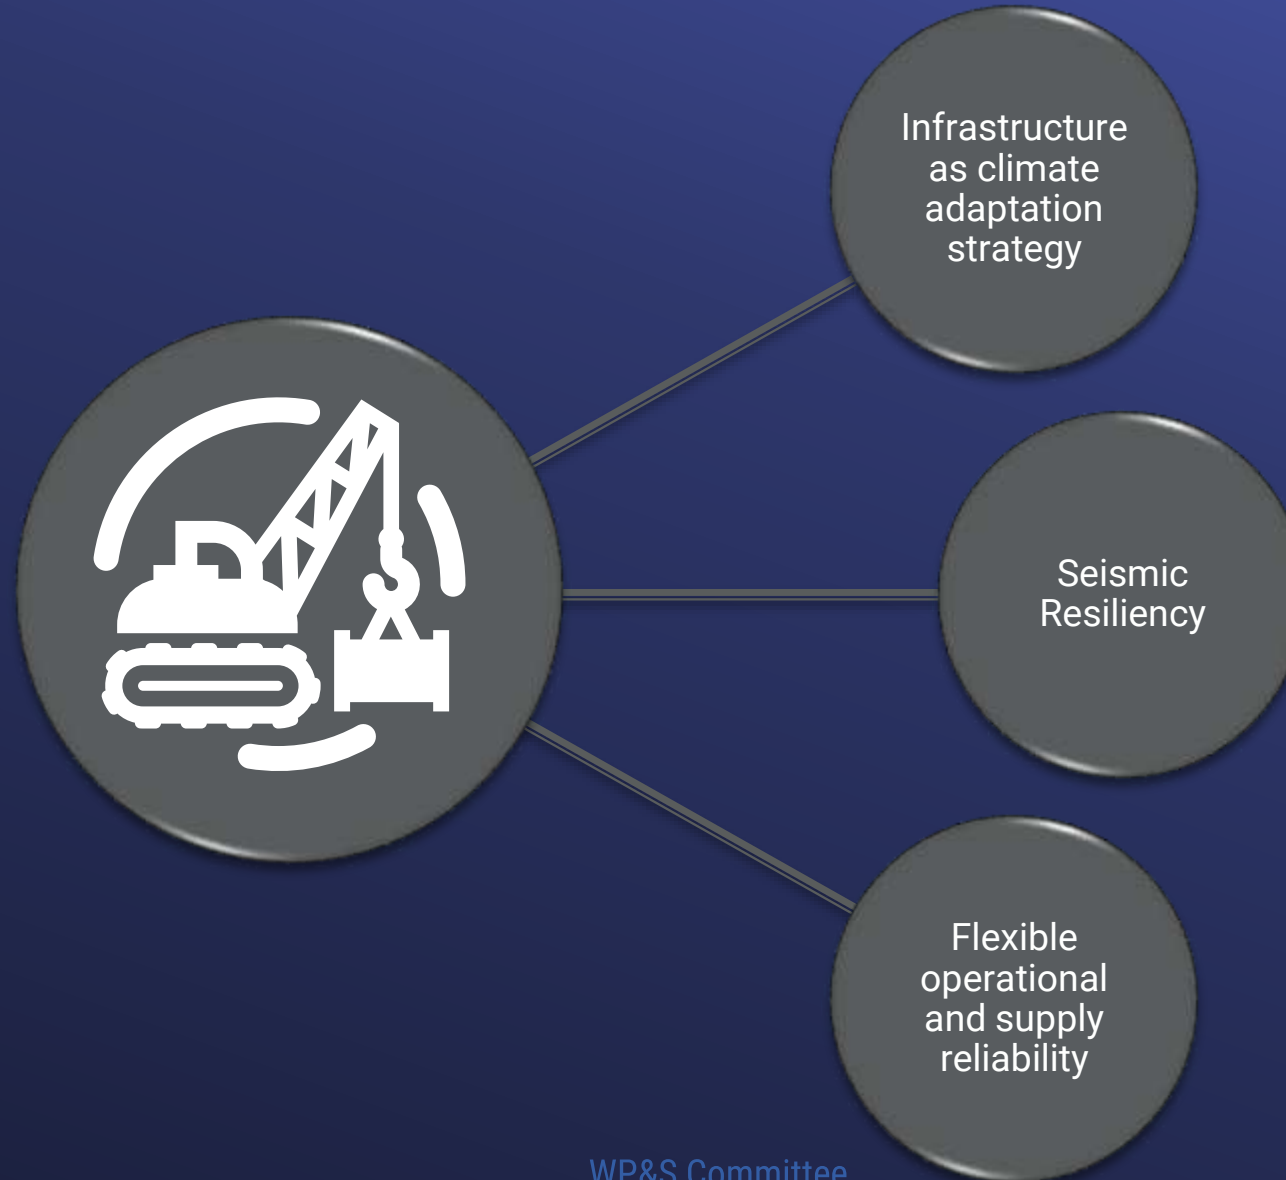 Infrastructure
as climate
adaptation
strategy
Seismic
Resiliency
Flexible
operational
and supply
reliability
WP&S Committee